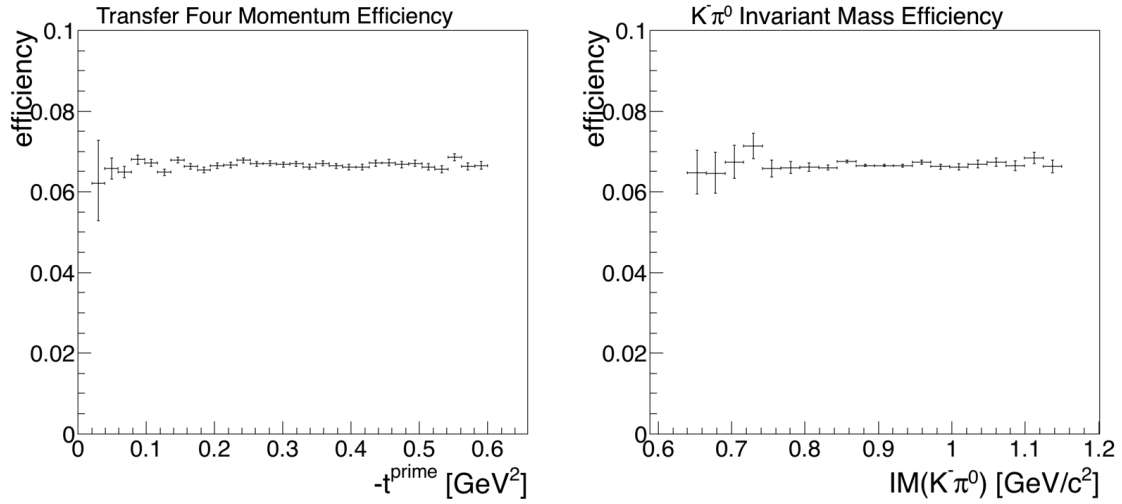 Transfer Four Momentum Efficiency
efficiency
0.1
0.08
0.06
0.04
0.02
0
0 0.1 0.2 0.3 0.4 0.5 0.6
-t^prime [GeV²]
K⁻π⁰ Invariant Mass Efficiency
efficiency
0.1
0.08
0.06
0.04
0.02
0
0.6 0.7 0.8 0.9 1 1.1 1.2
IM(K⁻π⁰) [GeV/c²]